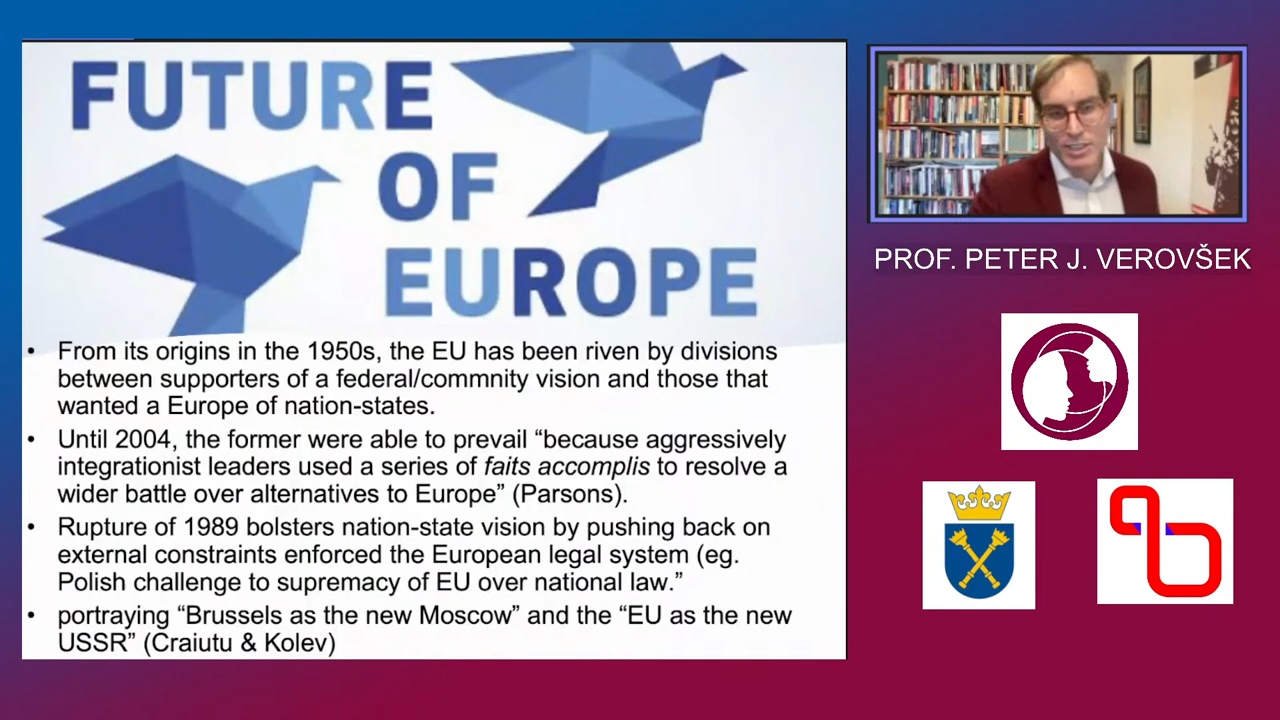 FUTURE
OF
EUROPE
• From its origins in the 1950s, the EU has been riven by divisions
between supporters of a federal/commnity vision and those that
wanted a Europe of nation-states.
• Until 2004, the former were able to prevail “because aggressively
integrationist leaders used a series of faits accomplis to resolve a
wider battle over alternatives to Europe” (Parsons).
• Rupture of 1989 bolsters nation-state vision by pushing back on
external constraints enforced the European legal system (eg.
Polish challenge to supremacy of EU over national law.”
• portraying “Brussels as the new Moscow” and the “EU as the new
USSR” (Craiutu & Kolev)
PROF. PETER J. VEROVŠEK